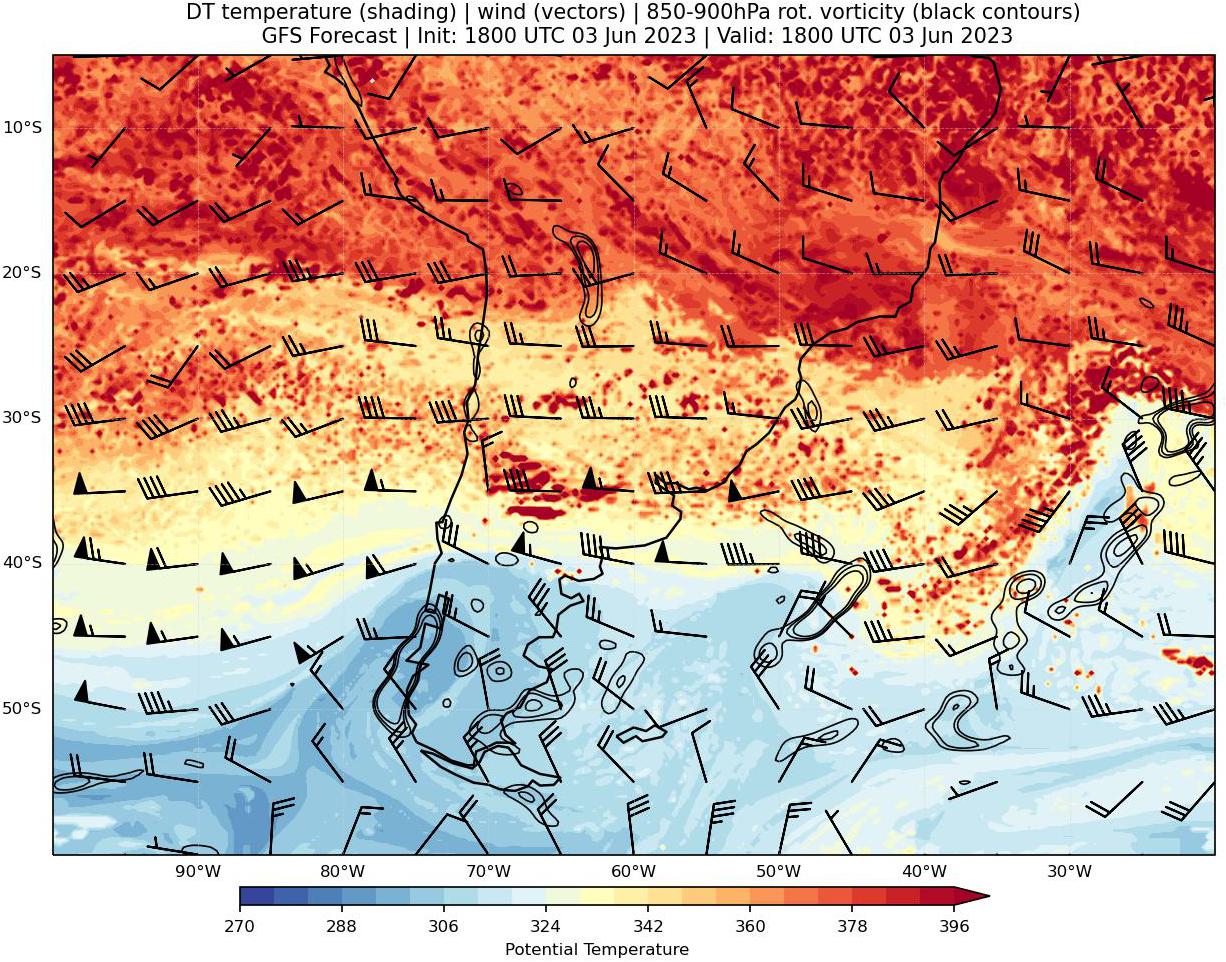 DT temperature (shading) | wind (vectors) | 850-900hPa rot. vorticity (black contours)
GFS Forecast | Init: 1800 UTC 03 Jun 2023 | Valid: 1800 UTC 03 Jun 2023
10°S
20°S
30°S
40°S
50°S
90°W 80°W 70°W 60°W 50°W 40°W 30°W
270 288 306 324 342 360 378 396
Potential Temperature